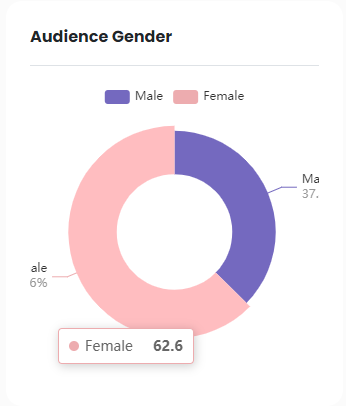 Audience Gender
Male Female
Ma
37.
ale
6%
Female 62.6